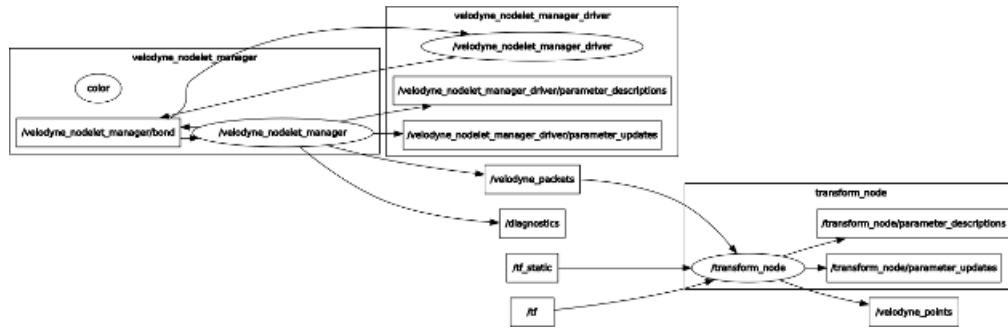 velodyne_nodelet_manager_driver
/velodyne_nodelet_manager_driver
velodyne_nodelet_manager
color
/velodyne_nodelet_manager_driver/parameter_descriptions
/velodyne_nodelet_manager/bond
/velodyne_nodelet_manager
/velodyne_nodelet_manager_driver/parameter_updates
/velodyne_packets
transform_node
/diagnostics
/transform_node/parameter_descriptions
/tf_static
/transform_node
/transform_node/parameter_updates
/tf
/velodyne_points